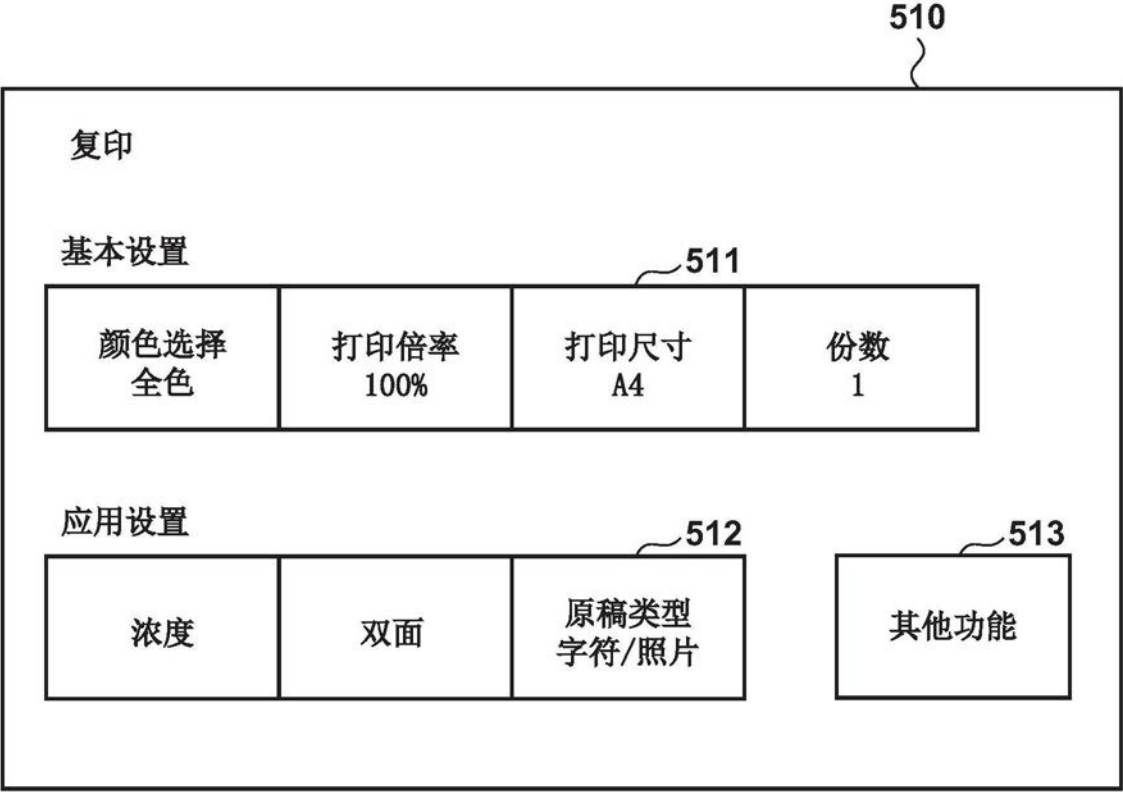 510
复印
基本设置
511
颜色选择
全色
打印倍率
100%
打印尺寸
A4
份数
1
应用设置
512
513
浓度
双面
原稿类型
字符/照片
其他功能